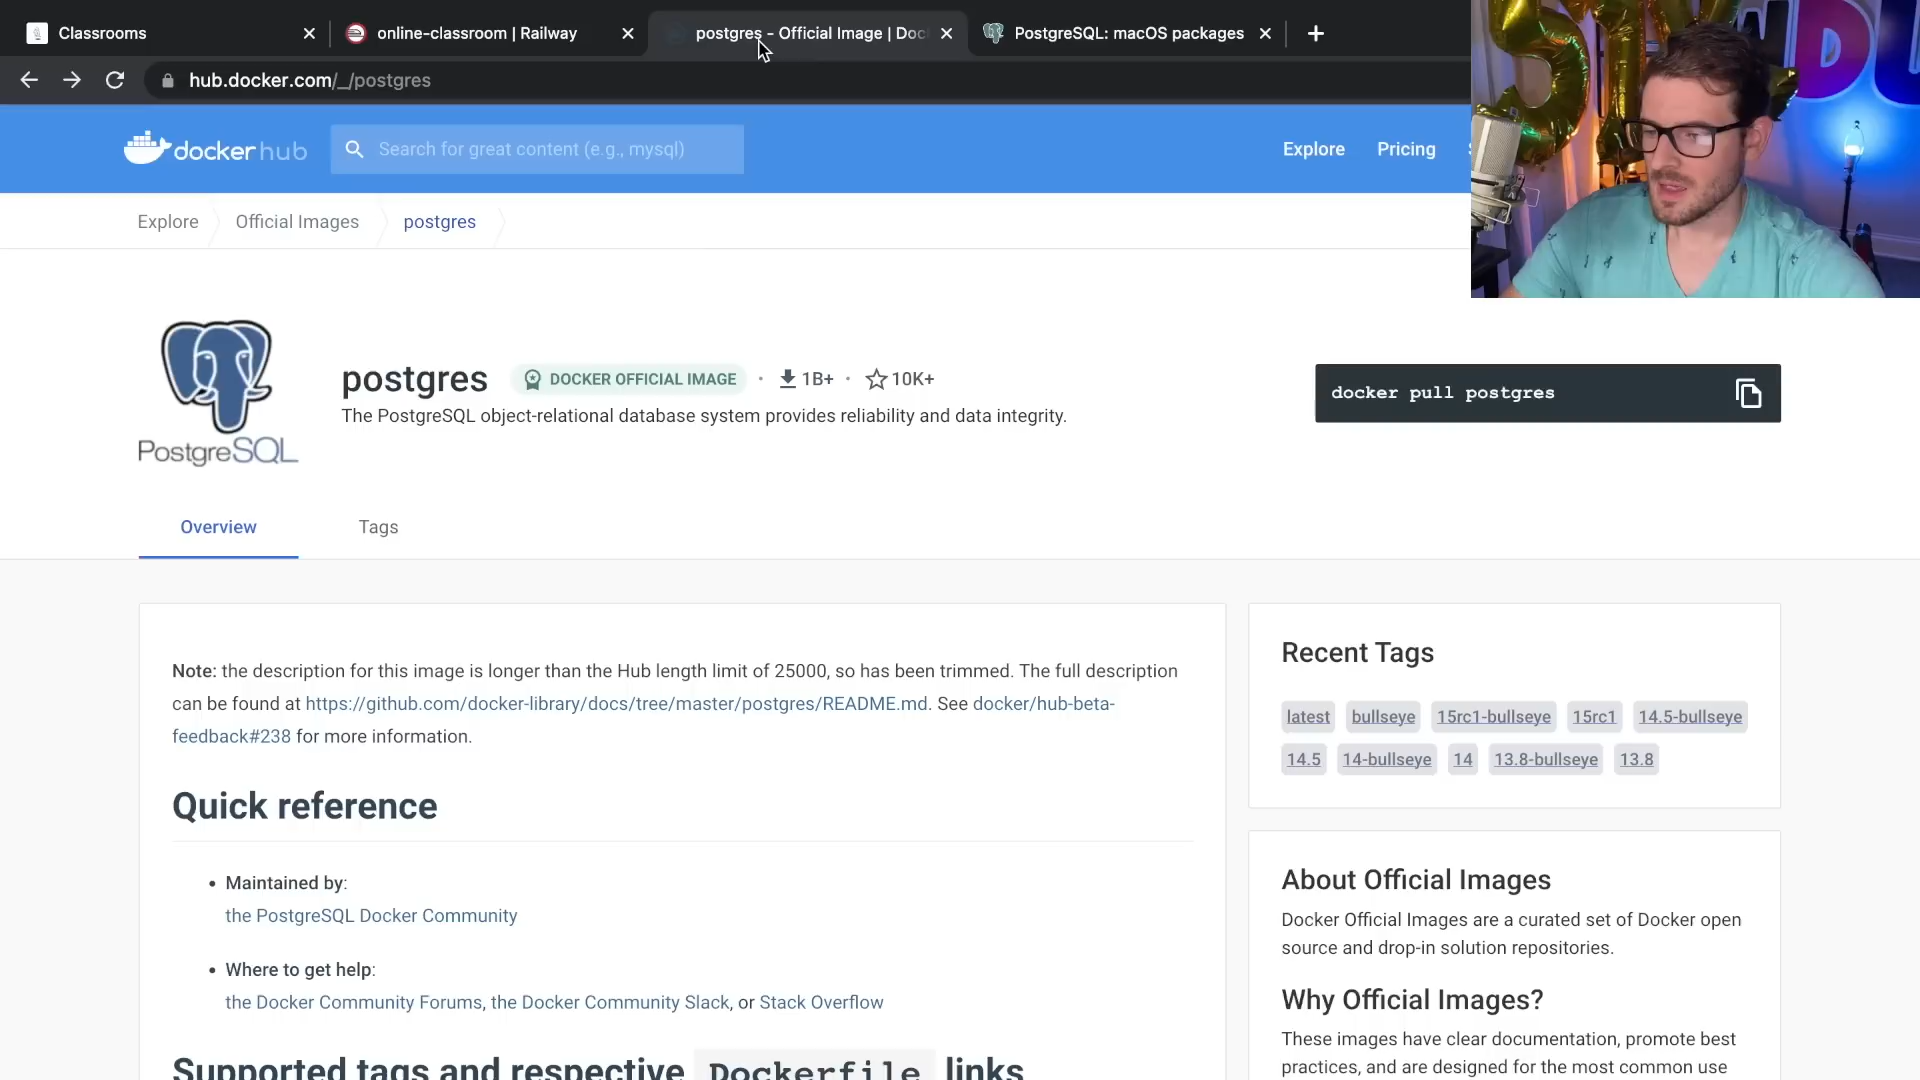 Classrooms
online-classroom | Railway
postgres - Official Image | Doc
PostgreSQL: macOS packages
hub.docker.com/_/postgres
docker hub
Search for great content (e.g., mysql)
Explore
Pricing
Explore
Official Images
postgres
PostgreSQL
postgres
DOCKER OFFICIAL IMAGE
·
1B+
·
10K+
The PostgreSQL object-relational database system provides reliability and data integrity.
docker pull postgres
Overview
Tags
Note: the description for this image is longer than the Hub length limit of 25000, so has been trimmed. The full description
can be found at https://github.com/docker-library/docs/tree/master/postgres/README.md. See docker/hub-beta-
feedback#238 for more information.
Quick reference
• Maintained by:
the PostgreSQL Docker Community
• Where to get help:
the Docker Community Forums, the Docker Community Slack, or Stack Overflow
Supported tags and respective Dockerfile links
Recent Tags
latest bullseye 15rc1-bullseye 15rc1 14.5-bullseye
14.5 14-bullseye 14 13.8-bullseye 13.8
About Official Images
Docker Official Images are a curated set of Docker open
source and drop-in solution repositories.
Why Official Images?
These images have clear documentation, promote best
practices, and are designed for the most common use